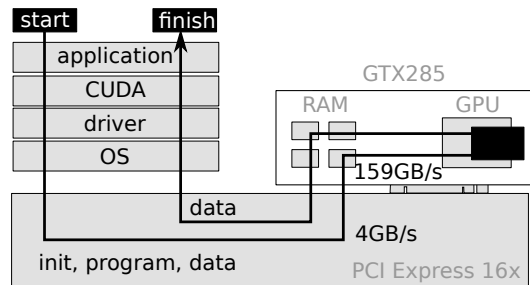 start
finish
application
CUDA
driver
OS
GTX285
RAM
GPU
159GB/s
data
4GB/s
init, program, data
PCI Express 16x